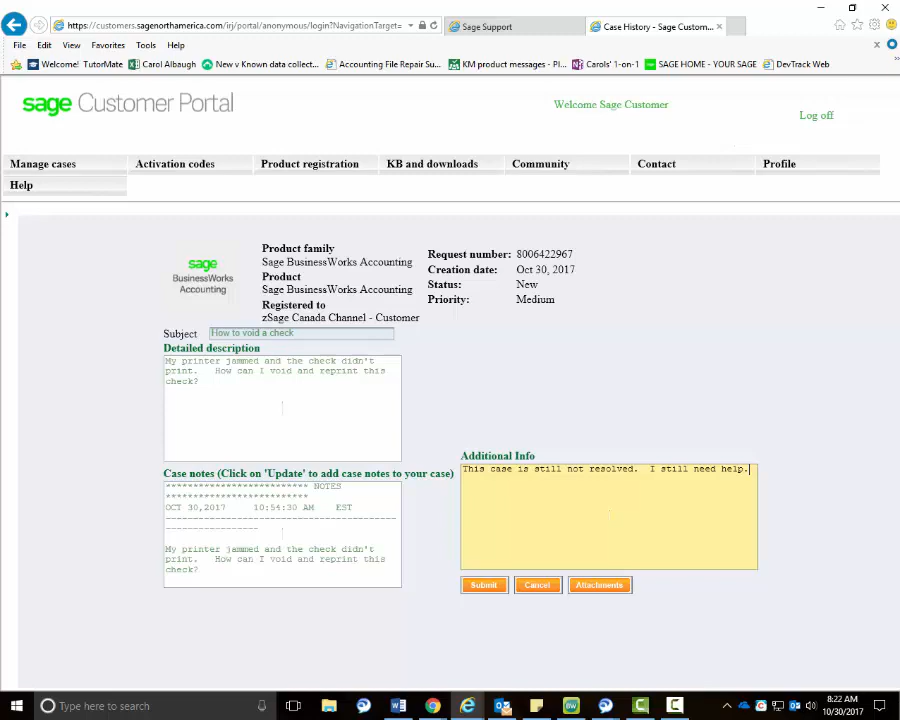 https://customers.sagenorthamerica.com/irj/portal/anonymous/login?NavigationTarget=
Sage Support
Case History - Sage Custom...
File Edit View Favorites Tools Help
Welcome! TutorMate
Carol Albaugh
New v Known data collect...
Accounting File Repair Su...
KM product messages - Pl...
Carols' 1-on-1
SAGE HOME - YOUR SAGE
DevTrack Web
sage Customer Portal
Welcome Sage Customer
Log off
Manage cases
Activation codes
Product registration
KB and downloads
Community
Contact
Profile
Help
sage
BusinessWorks
Accounting
Product family
Sage BusinessWorks Accounting
Product
Sage BusinessWorks Accounting
Registered to
zSage Canada Channel - Customer
Request number: 8006422967
Creation date: Oct 30, 2017
Status: New
Priority: Medium
Subject How to void a check
Detailed description
My printer jammed and the check didn't
print. How can I void and reprint this
check?
Case notes (Click on 'Update' to add case notes to your case)
************************** NOTES
**************************
OCT 30,2017 10:54:30 AM EST
My printer jammed and the check didn't
print. How can I void and reprint this
check?
Additional Info
This case is still not resolved. I still need help.
Submit
Cancel
Attachments
Type here to search
8:22 AM
10/30/2017